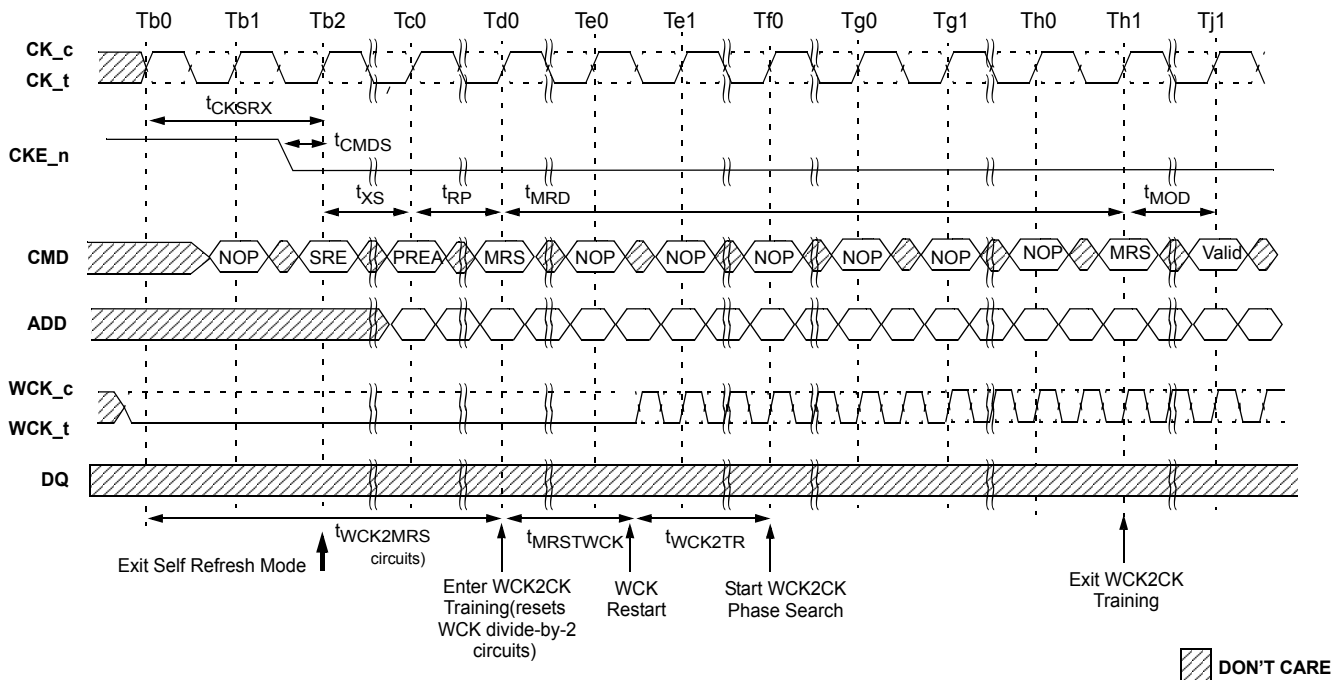 Tb0 Tb1 Tb2 Tc0 Td0 Te0 Te1 Tf0 Tg0 Tg1 Th0 Th1 Tj1
CK_c
CK_t
tCKSRX
CKE_n
tCMDS
tXS tRP tMRD tMOD
CMD NOP SRE PREA MRS NOP NOP NOP NOP NOP NOP MRS Valid
ADD
WCK_c
WCK_t
DQ
tWCK2MRS tMRSTWCK tWCK2TR
circuits)
Exit Self Refresh Mode
Enter WCK2CK
Training(resets
WCK divide-by-2
circuits)
WCK
Restart
Start WCK2CK
Phase Search
Exit WCK2CK
Training
DON'T CARE